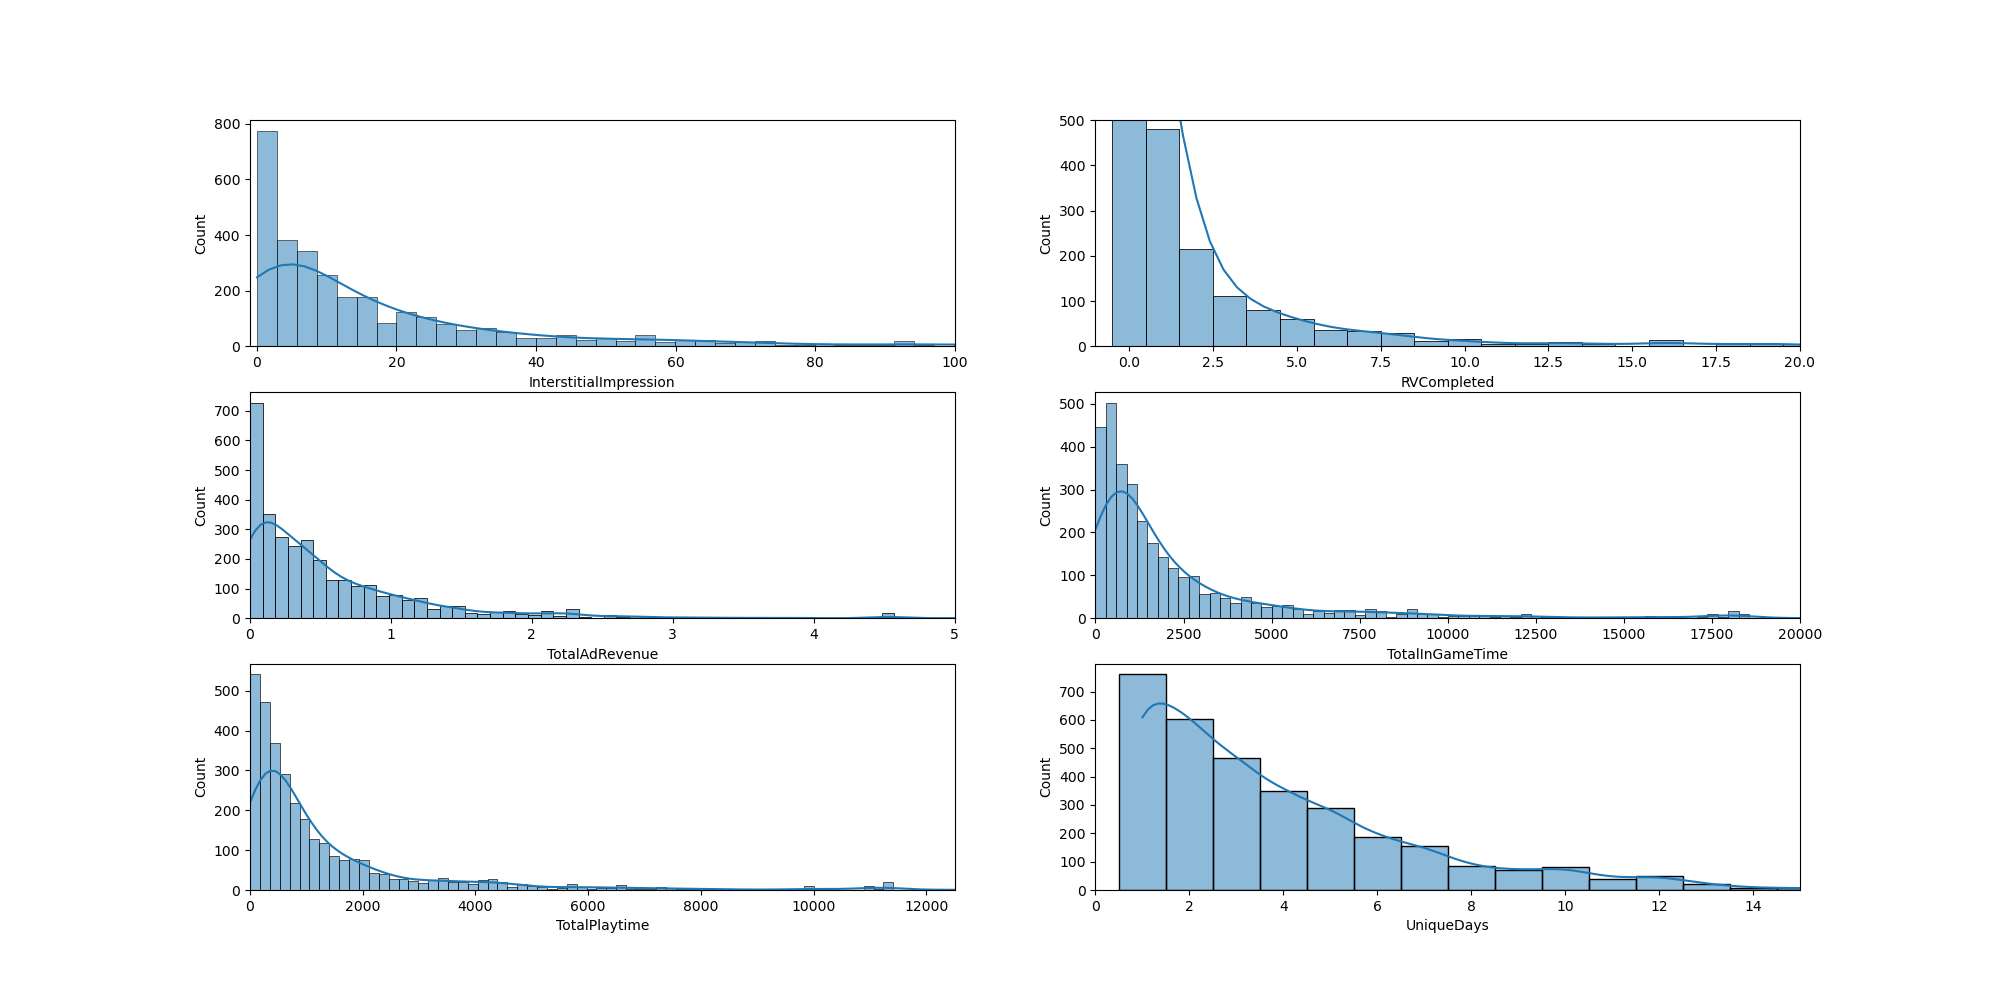 800
600
400
200
0
Count
0 20 40 60 80 100
InterstitialImpression
500
400
300
200
100
0
Count
0.0 2.5 5.0 7.5 10.0 12.5 15.0 17.5 20.0
RVCompleted
700
600
500
400
300
200
100
0
Count
0 1 2 3 4 5
TotalAdRevenue
500
400
300
200
100
0
Count
0 2500 5000 7500 10000 12500 15000 17500 20000
TotalInGameTime
500
400
300
200
100
0
Count
0 2000 4000 6000 8000 10000 12000
TotalPlaytime
700
600
500
400
300
200
100
0
Count
0 2 4 6 8 10 12 14
UniqueDays